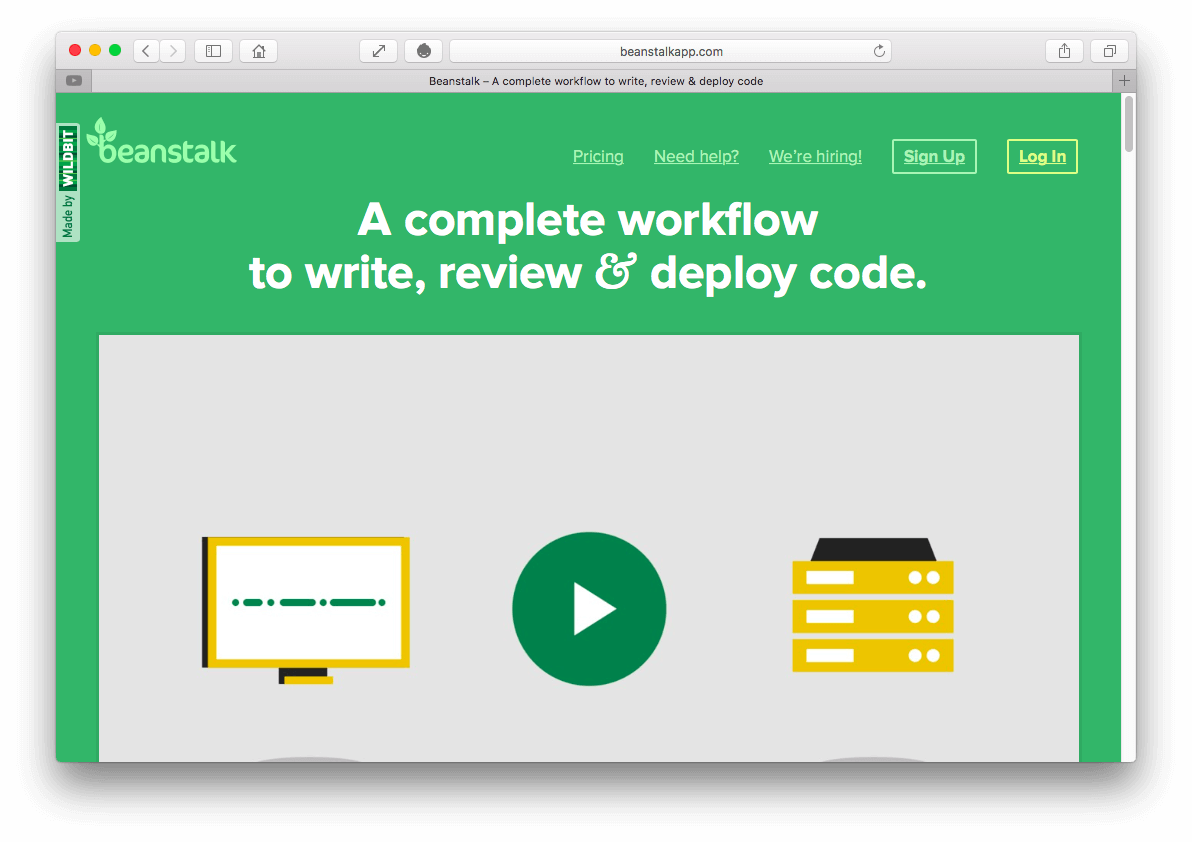 beanstalkapp.com
Beanstalk – A complete workflow to write, review & deploy code
Made by WILDBIT
beanstalk
Pricing
Need help?
We're hiring!
Sign Up
Log In
A complete workflow
to write, review & deploy code.